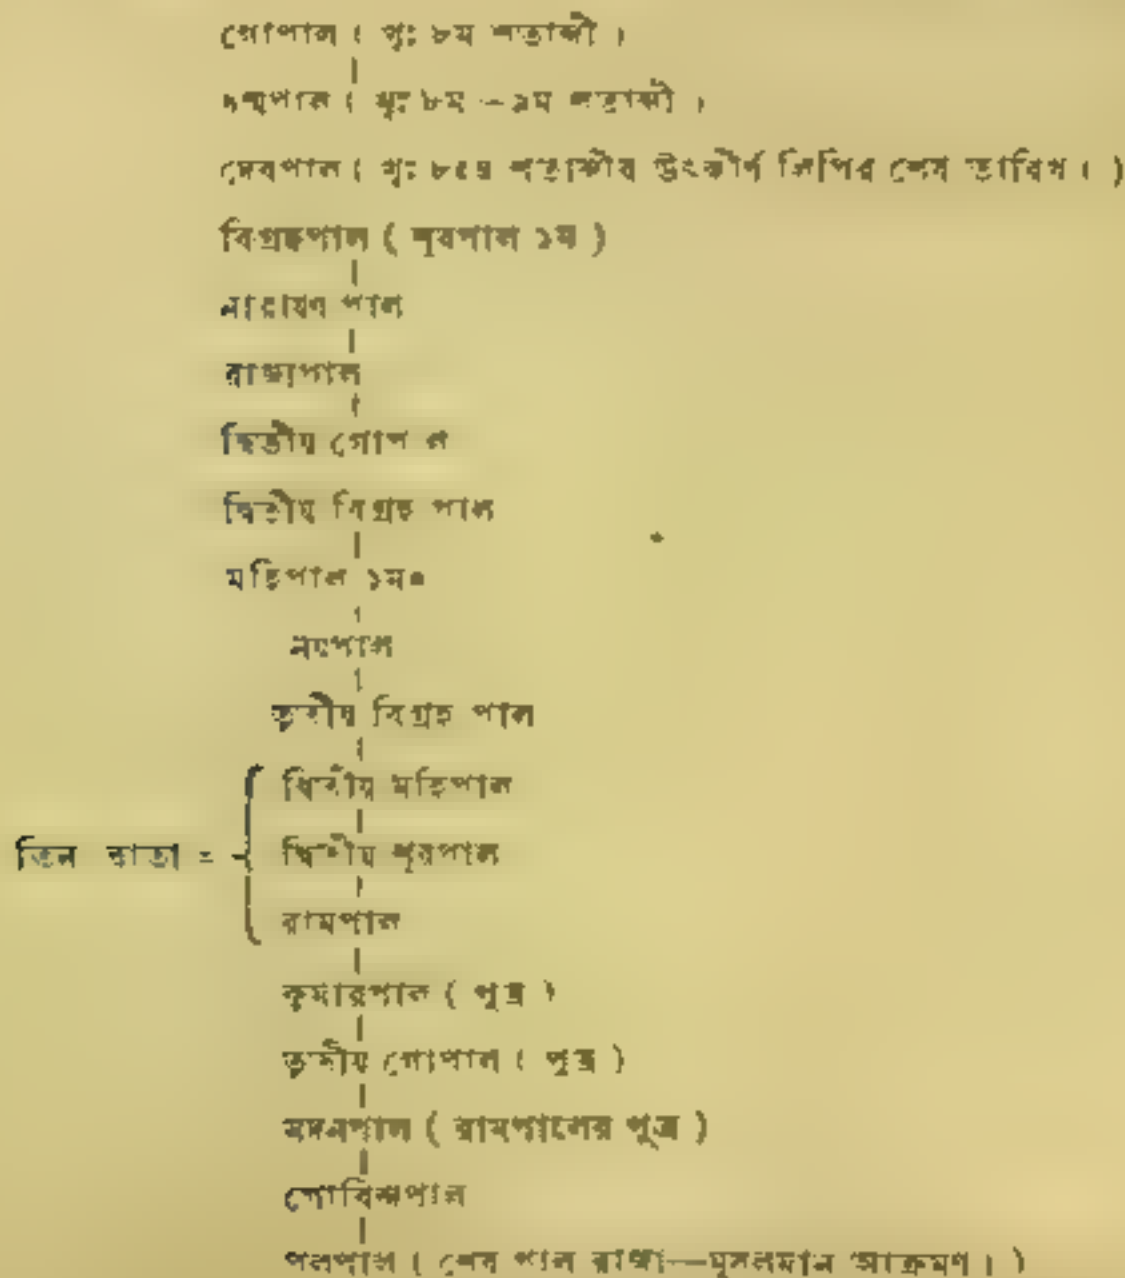 গোপাল ( খৃঃ ৮ম শতাব্দী ।
ধর্ম্মপাল ( খৃঃ ৮ম – ৯ম শতাব্দী )
দেবপাল ( খৃঃ শতাব্দীর উৎকীর্ণ লিপির শেষ তারিখ। )
বিগ্রহপাল ( শূরপাল ১ম )
নারায়ণ পাল
রাজ্যপাল
দ্বিতীয় গোপাল
দ্বিতীয় বিগ্রহ পাল
মহিপাল ১ম
নয়পাল
তৃতীয় বিগ্রহ পাল
দ্বিতীয় মহিপাল
তিন ভ্রাতা = দ্বিতীয় শূরপাল
রামপাল
কুমারপাল ( পুত্র )
তৃতীয় গোপাল ( পুত্র )
মদনপাল ( রামপালের পুত্র )
গোবিন্দপাল
পলপাল ( শেষ পাল রাজা—মুসলমান আক্রমণ। )